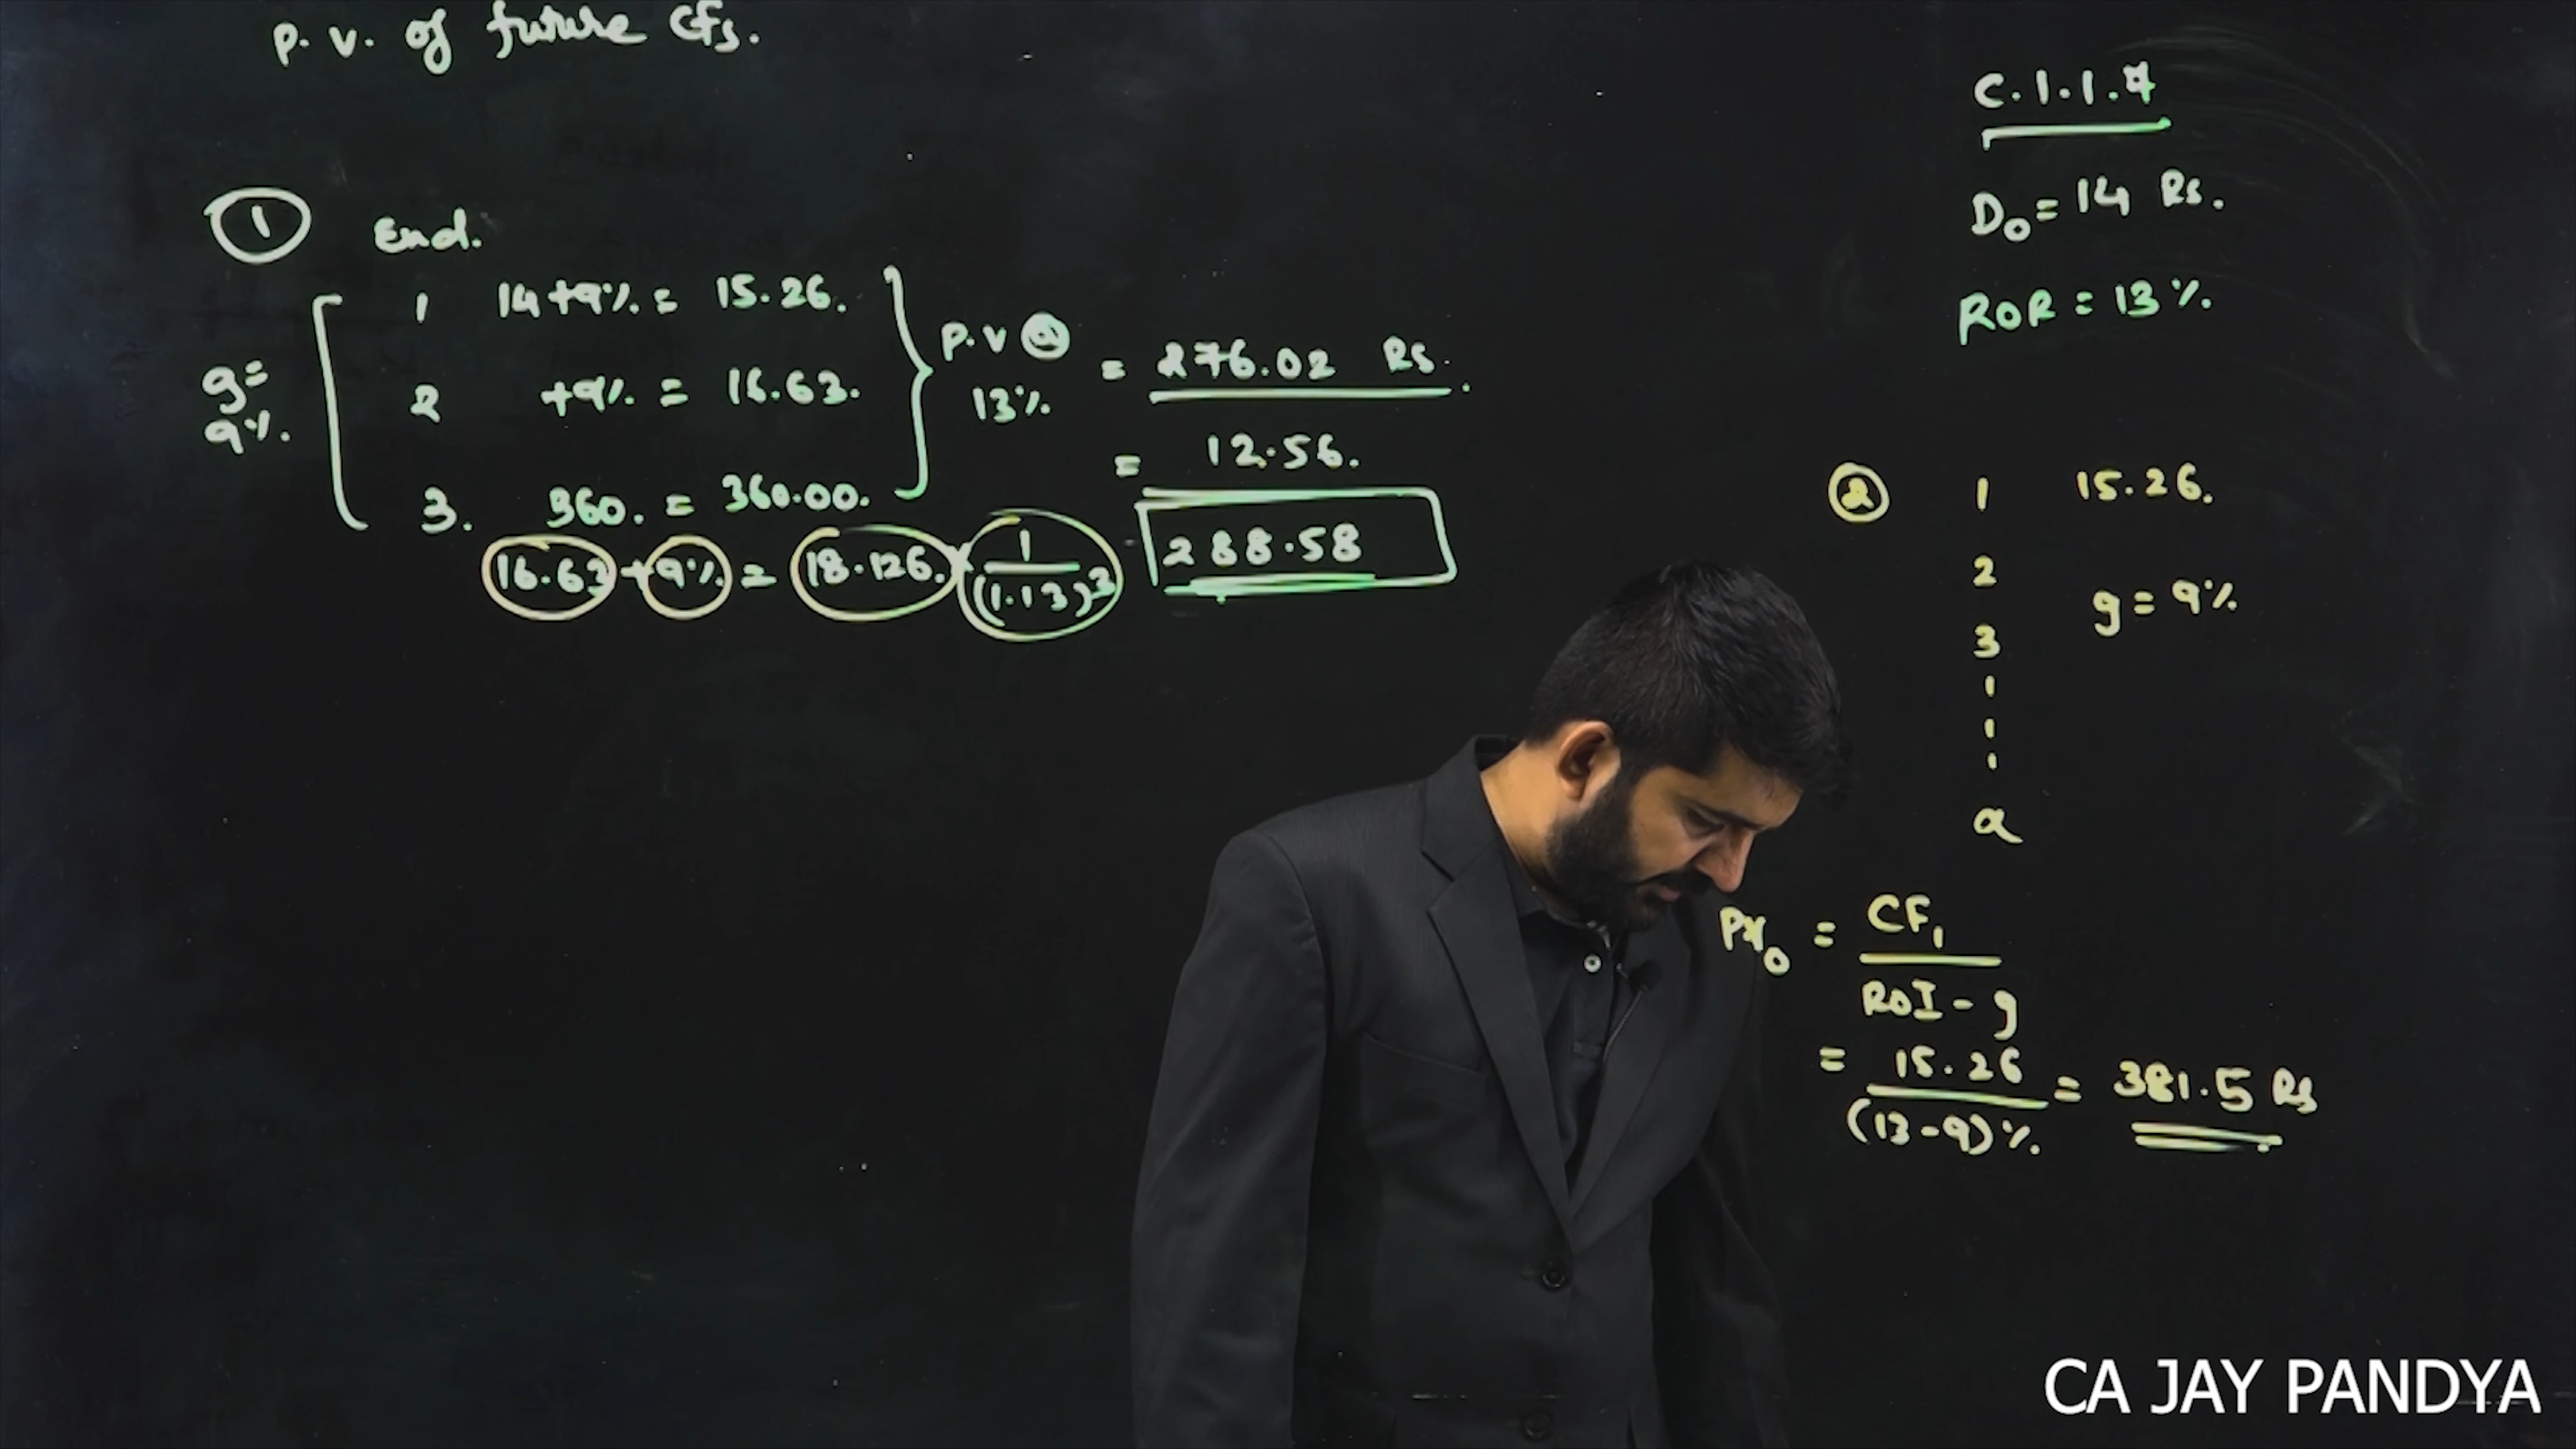 P. V. of future CFs.
1 End.
g = 9%.
1 14+9%. = 15.26.
2 +9%. = 16.63.
3. 360. = 360.00.
16.63 + 9% = 18.126. × 1/(1.13)3
P.V @ 13%. = 276.02 Rs.
= 12.56.
288.58
C.1.1.7
D0 = 14 Rs.
ROR = 13%.
2 1 15.26.
2 g = 9%.
3
PV0 = CF1
ROI - g
= 15.26 = 381.5 Rs
(13-9)%.
CA JAY PANDYA